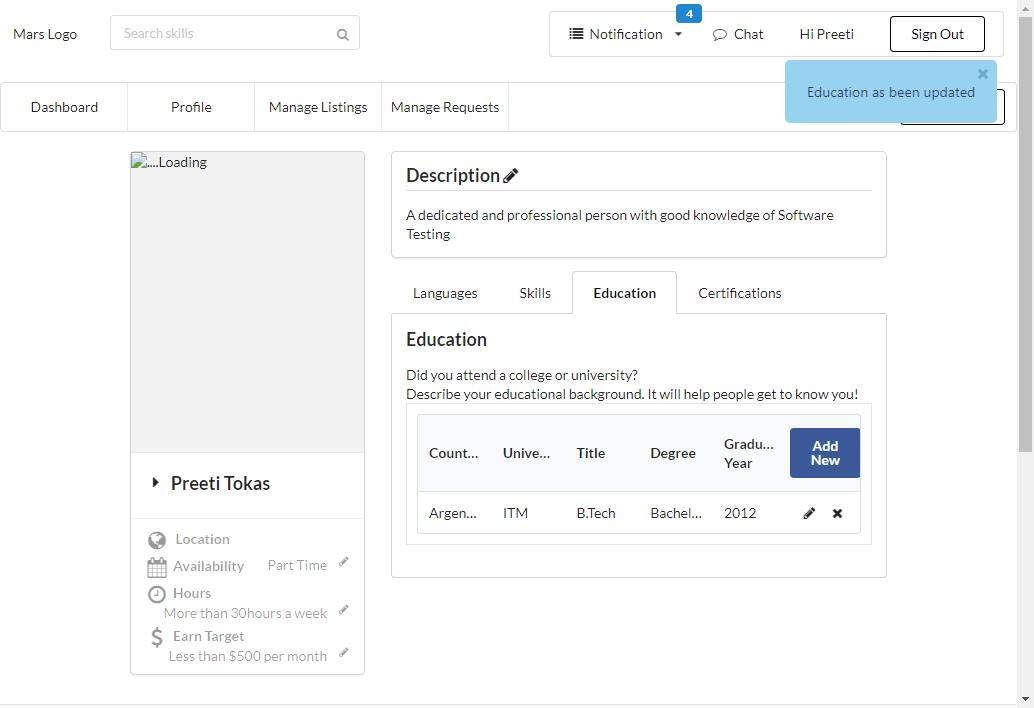 Mars Logo
Search skills
4
Notification
Chat
Hi Preeti
Sign Out
Education as been updated
Dashboard
Profile
Manage Listings
Manage Requests
....Loading
Preeti Tokas
Location
Availability
Part Time
Hours
More than 30hours a week
Earn Target
Less than $500 per month
Description
A dedicated and professional person with good knowledge of Software
Testing
Languages
Skills
Education
Certifications
Education
Did you attend a college or university?
Describe your educational background. It will help people get to know you!
Count...
Unive...
Title
Degree
Gradu...
Year
Add
New
Argen...
ITM
B.Tech
Bachel...
2012